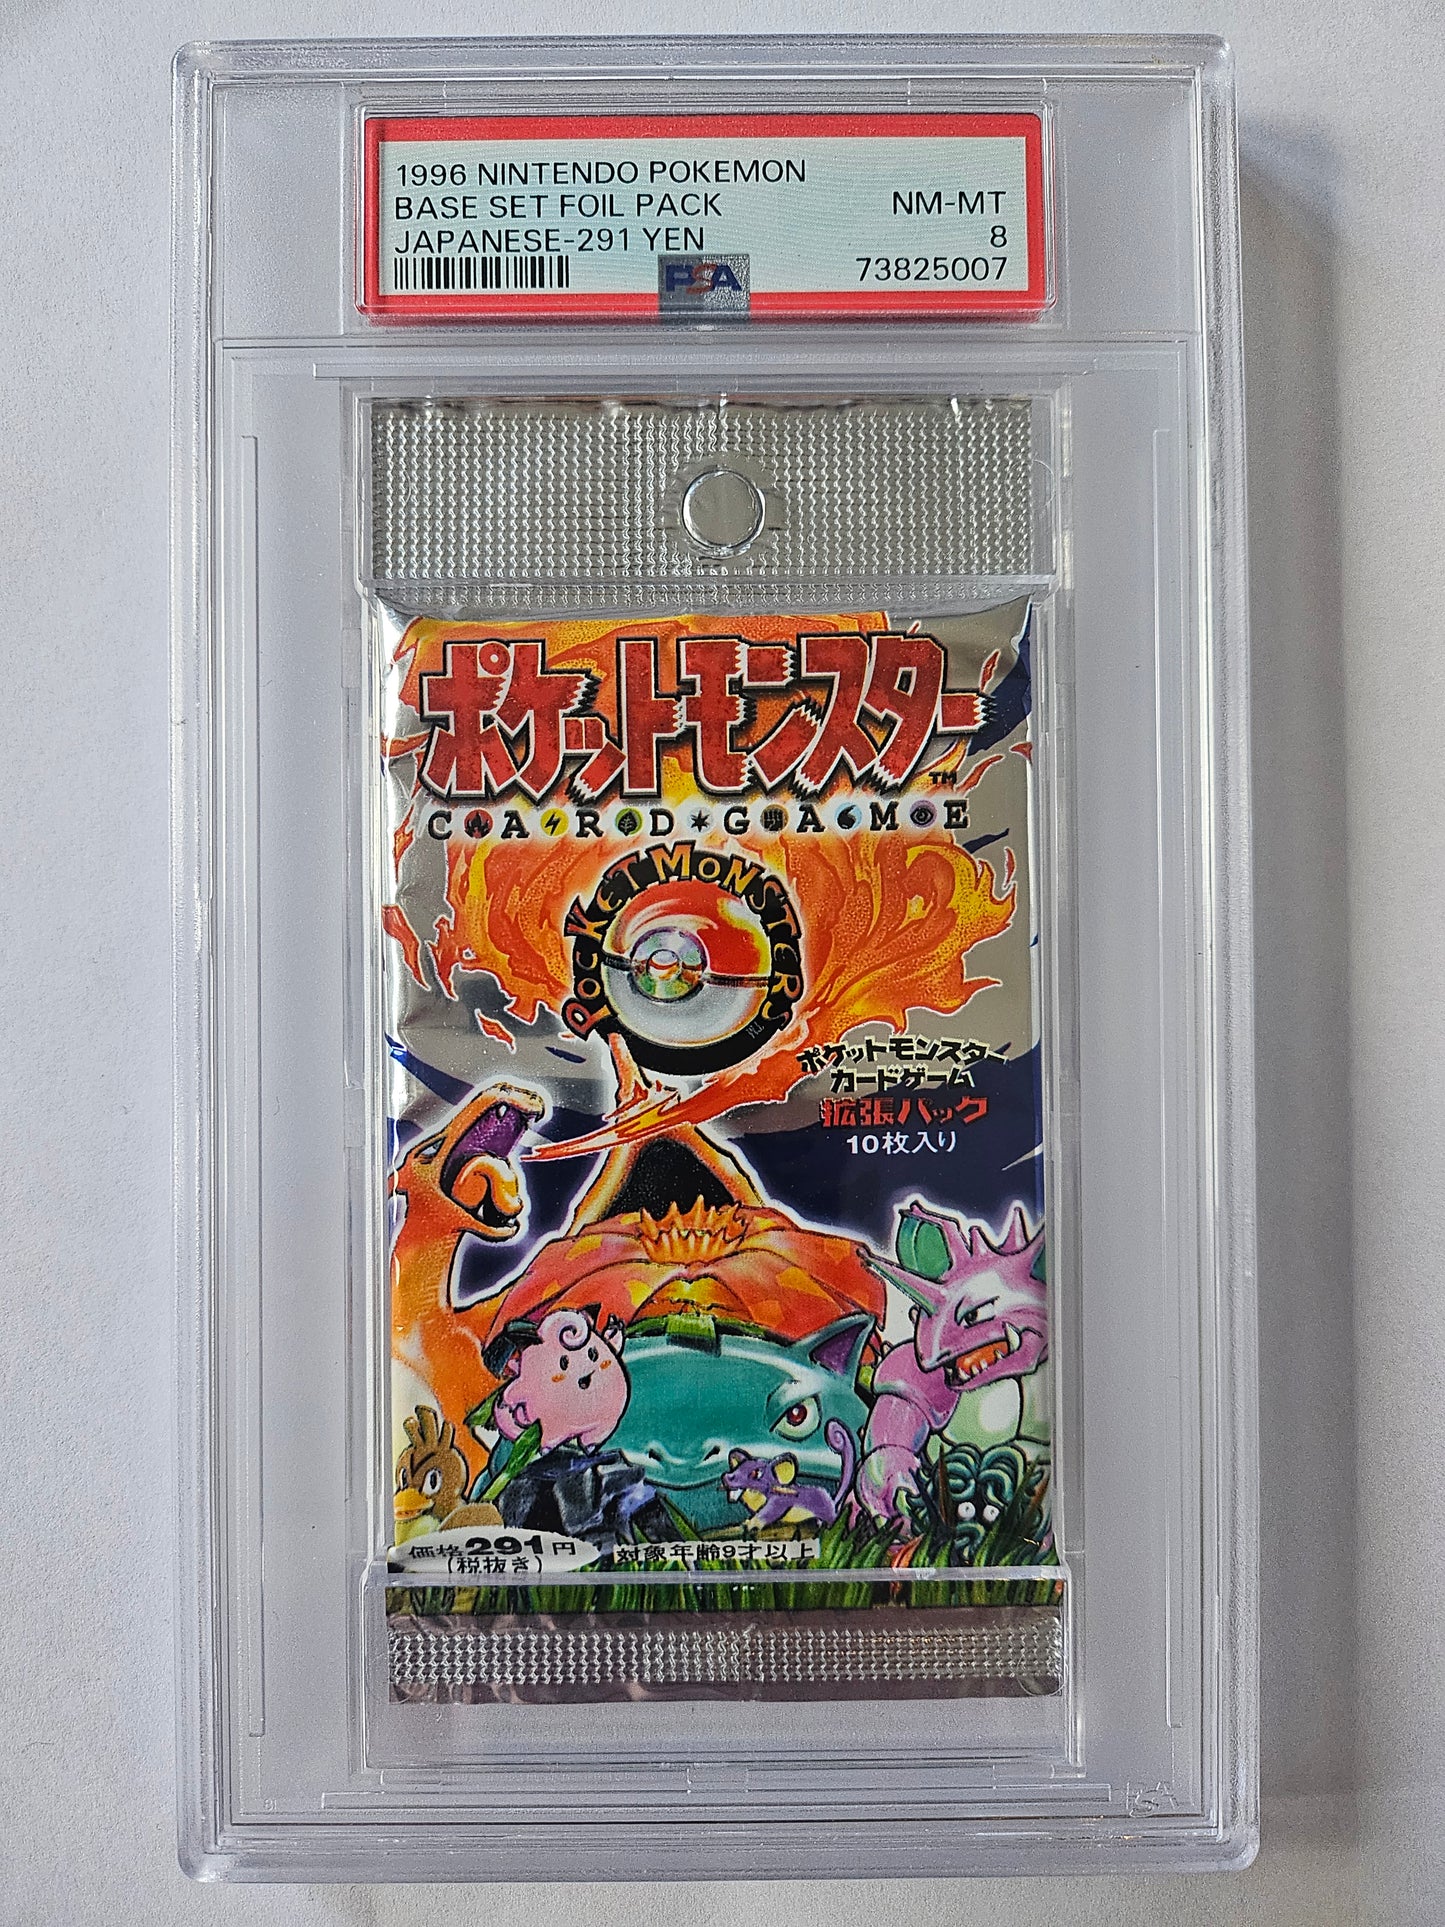 1996 NINTENDO POKEMON
BASE SET FOIL PACK NM-MT
JAPANESE-291 YEN 8
PSA 73825007
ポケットモンスター
TM
CARD GAME
POCKET MONSTERS
TM
ポケットモンスター
カードゲーム
拡張パック
10枚入り
価格291円
(税抜き)
対象年齢9才以上
PSA